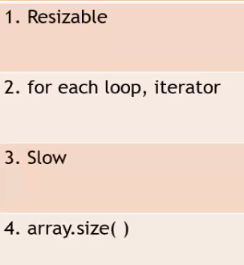 1. Resizable
2. for each loop, iterator
3. Slow
4. array.size( )